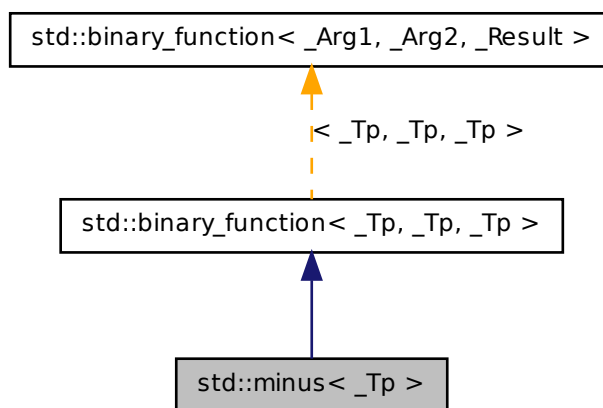 std::binary_function< _Arg1, _Arg2, _Result >
< _Tp, _Tp, _Tp >
std::binary_function< _Tp, _Tp, _Tp >
std::minus< _Tp >